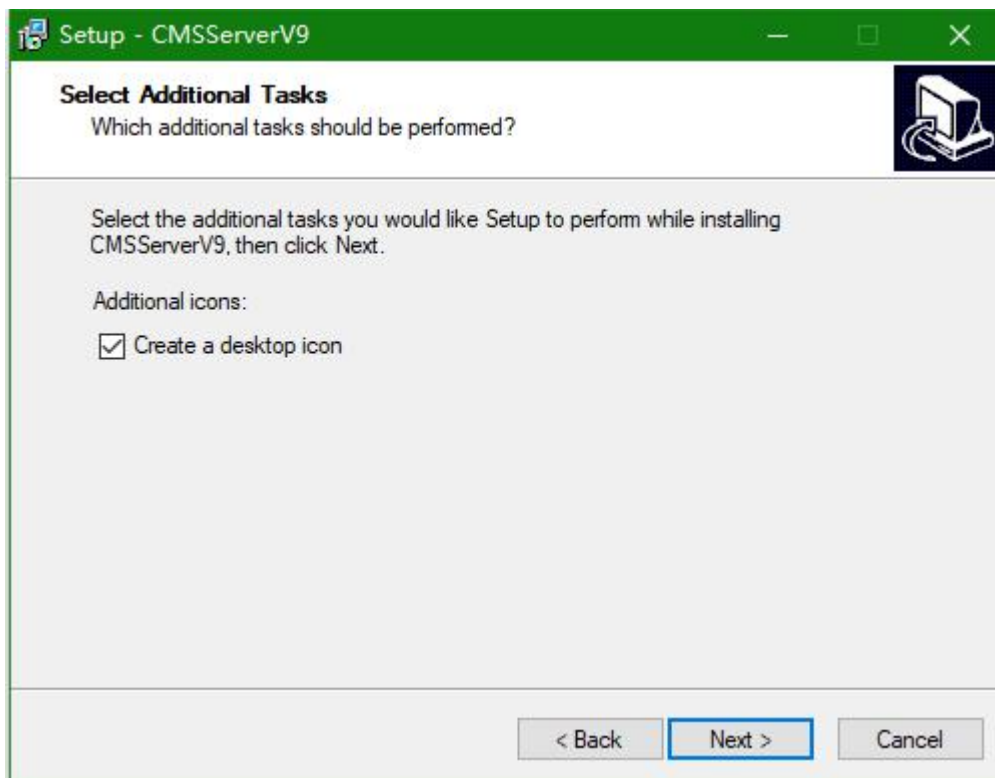 Setup - CMSServerV9
Select Additional Tasks
Which additional tasks should be performed?
Select the additional tasks you would like Setup to perform while installing
CMSServerV9, then click Next.
Additional icons:
Create a desktop icon
< Back
Next >
Cancel